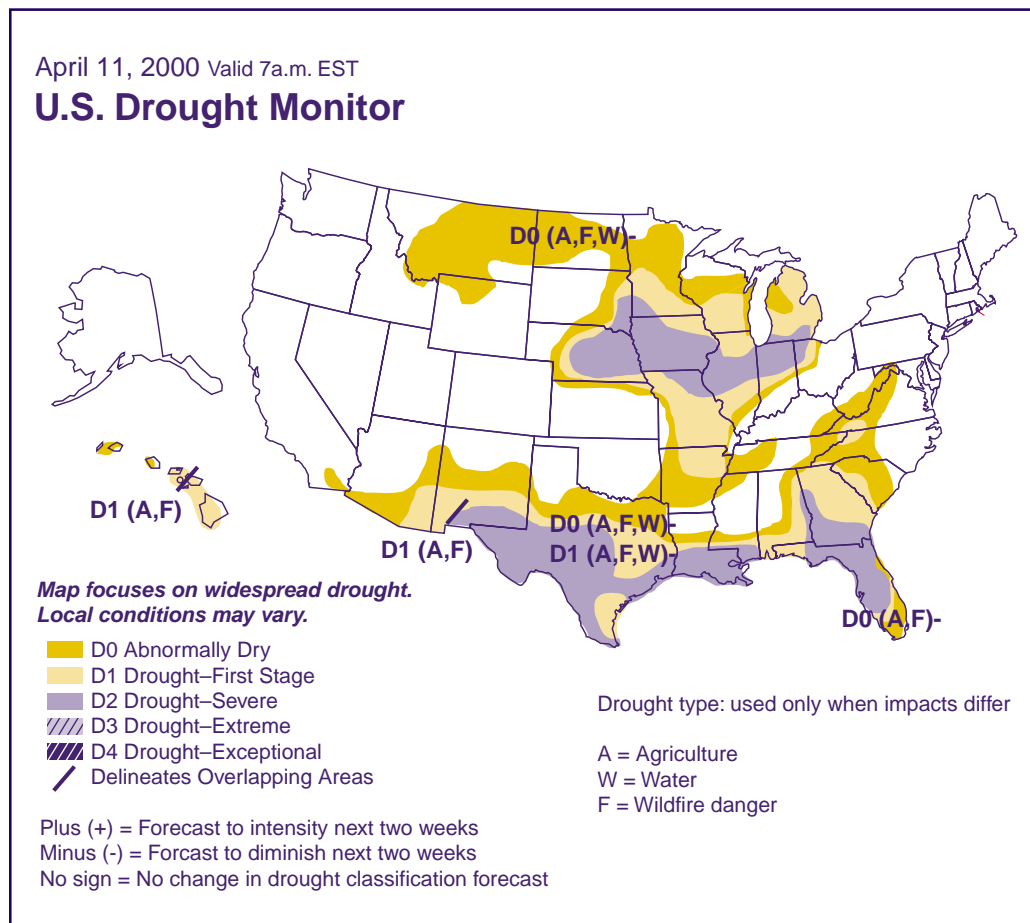 April 11, 2000 Valid 7a.m. EST
U.S. Drought Monitor
D0 (A,F,W)-
D1 (A,F)
D0 (A,F,W)-
D1 (A,F)
D1 (A,F,W)-
Map focuses on widespread drought.
Local conditions may vary.
D0 (A,F)-
D0 Abnormally Dry
D1 Drought–First Stage
D2 Drought–Severe
D3 Drought–Extreme
D4 Drought–Exceptional
Delineates Overlapping Areas
Drought type: used only when impacts differ
A = Agriculture
W = Water
F = Wildfire danger
Plus (+) = Forecast to intensity next two weeks
Minus (-) = Forcast to diminish next two weeks
No sign = No change in drought classification forecast